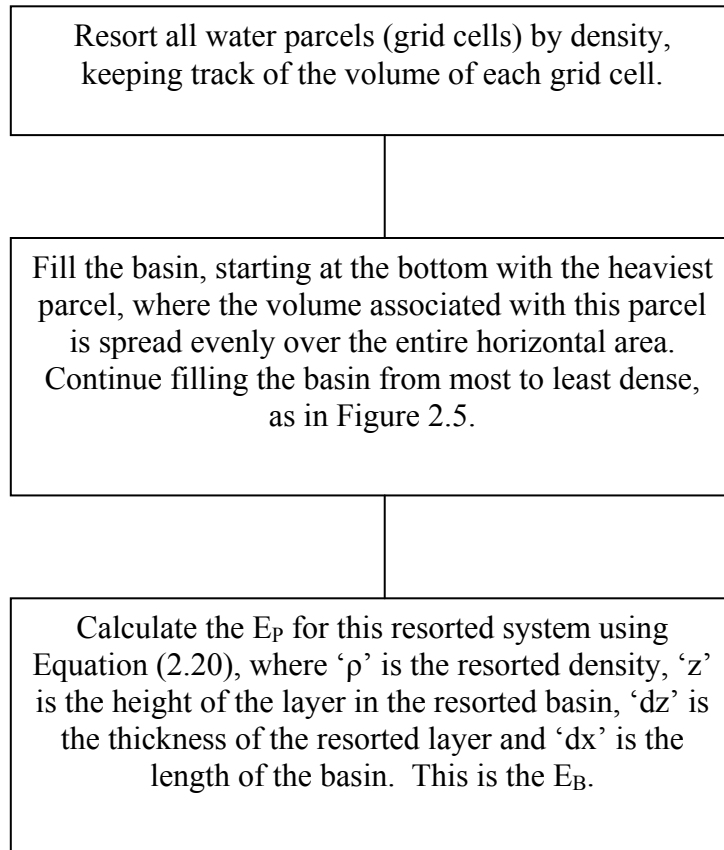 Resort all water parcels (grid cells) by density,
keeping track of the volume of each grid cell.
Fill the basin, starting at the bottom with the heaviest
parcel, where the volume associated with this parcel
is spread evenly over the entire horizontal area.
Continue filling the basin from most to least dense,
as in Figure 2.5.
Calculate the E_P for this resorted system using
Equation (2.20), where ‘ρ’ is the resorted density, ‘z’
is the height of the layer in the resorted basin, ‘dz’ is
the thickness of the resorted layer and ‘dx’ is the
length of the basin.  This is the E_B.